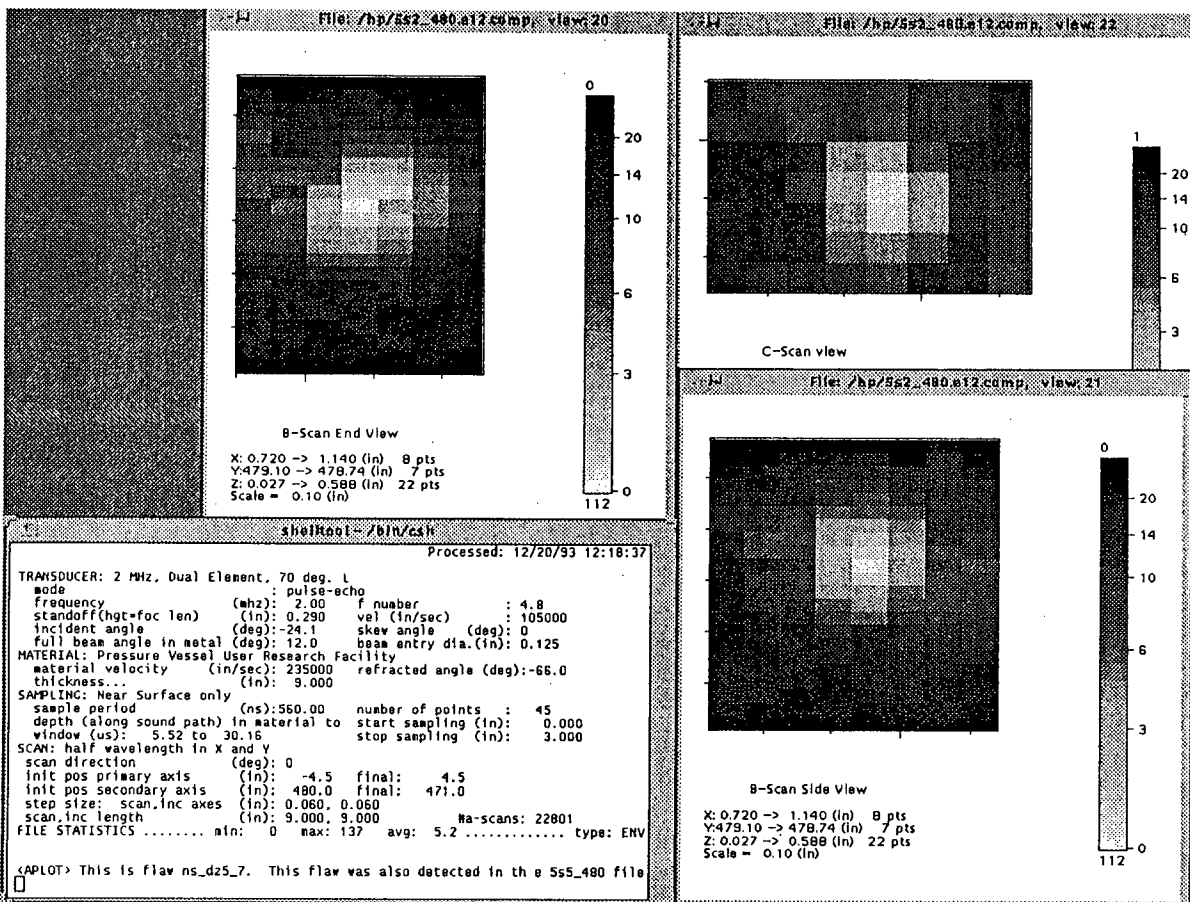 File: /hp/5s2_480.e12.comp, view: 20
0
20
14
10
6
3
0
112
B-Scan End View
X: 0.720 -> 1.140 (in) 8 pts
Y:479.10 -> 478.74 (in) 7 pts
Z: 0.027 -> 0.588 (in) 22 pts
Scale = 0.10 (in)
File: /hp/5s2_480.e12.comp, view: 22
1
20
14
10
6
3
C-Scan view
File: /hp/5s2_480.e12.comp, view: 21
0
20
14
10
6
3
0
112
B-Scan Side View
X: 0.720 -> 1.140 (in) 8 pts
Y:479.10 -> 478.74 (in) 7 pts
Z: 0.027 -> 0.588 (in) 22 pts
Scale = 0.10 (in)
shelltool - /bin/csh
Processed: 12/20/93 12:18:37
TRANSDUCER: 2 MHz, Dual Element, 70 deg. L
mode : pulse-echo
frequency (mhz): 2.00 f number : 4.8
standoff(hgt=foc len) (in): 0.290 vel (in/sec) : 105000
incident angle (deg):-24.1 skew angle (deg): 0
full beam angle in metal (deg): 12.0 beam entry dia.(in): 0.125
MATERIAL: Pressure Vessel User Research Facility
material velocity (in/sec): 235000 refracted angle (deg):-66.0
thickness... (in): 9.000
SAMPLING: Near Surface only
sample period (ns):560.00 number of points : 45
depth (along sound path) in material to start sampling (in): 0.000
window (us): 5.52 to 30.16 stop sampling (in): 3.000
SCAN: half wavelength in X and Y
scan direction (deg): 0
init pos primary axis (in): -4.5 final: 4.5
init pos secondary axis (in): 480.0 final: 471.0
step size: scan,inc axes (in): 0.060, 0.060
scan,inc length (in): 9.000, 9.000 #a-scans: 22801
FILE STATISTICS ........ min: 0 max: 137 avg: 5.2 ............. type: ENV
<APLOT> This is flaw ns_dz5_7. This flaw was also detected in th e 5s5_480 file